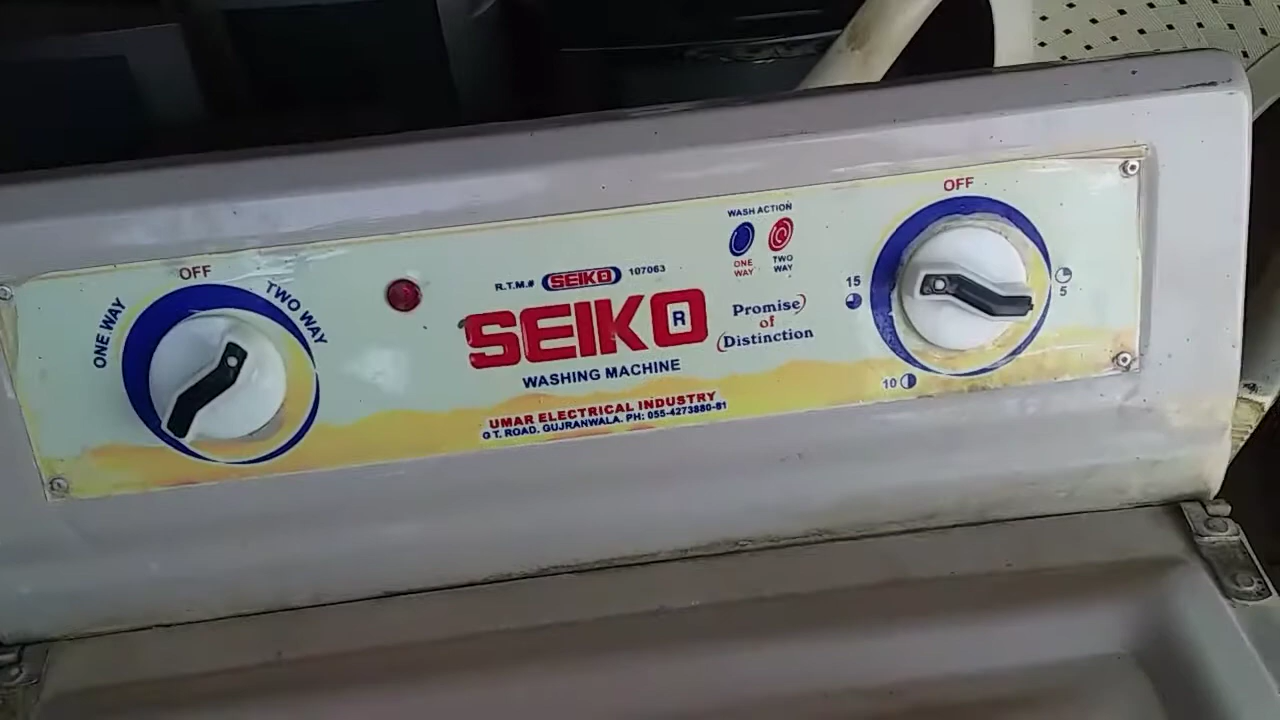 OFF
ONE WAY
TWO WAY
R.T.M.# SEIKO 107063
SEIKO R
WASHING MACHINE
UMAR ELECTRICAL INDUSTRY
G T. ROAD. GUJRANWALA. PH: 055-4273880-81
WASH ACTION
ONE WAY
TWO WAY
Promise
of
Distinction
OFF
15
5
10